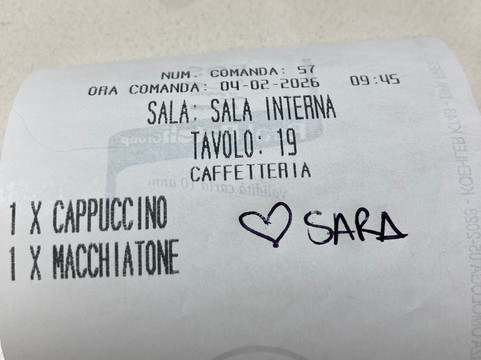 NUM. COMANDA: 57
ORA COMANDA: 04-02-2026 09:45
SALA: SALA INTERNA
TAVOLO: 19
CAFFETTERIA
1 X CAPPUCCINO
♡ SARA
1 X MACCHIATONE